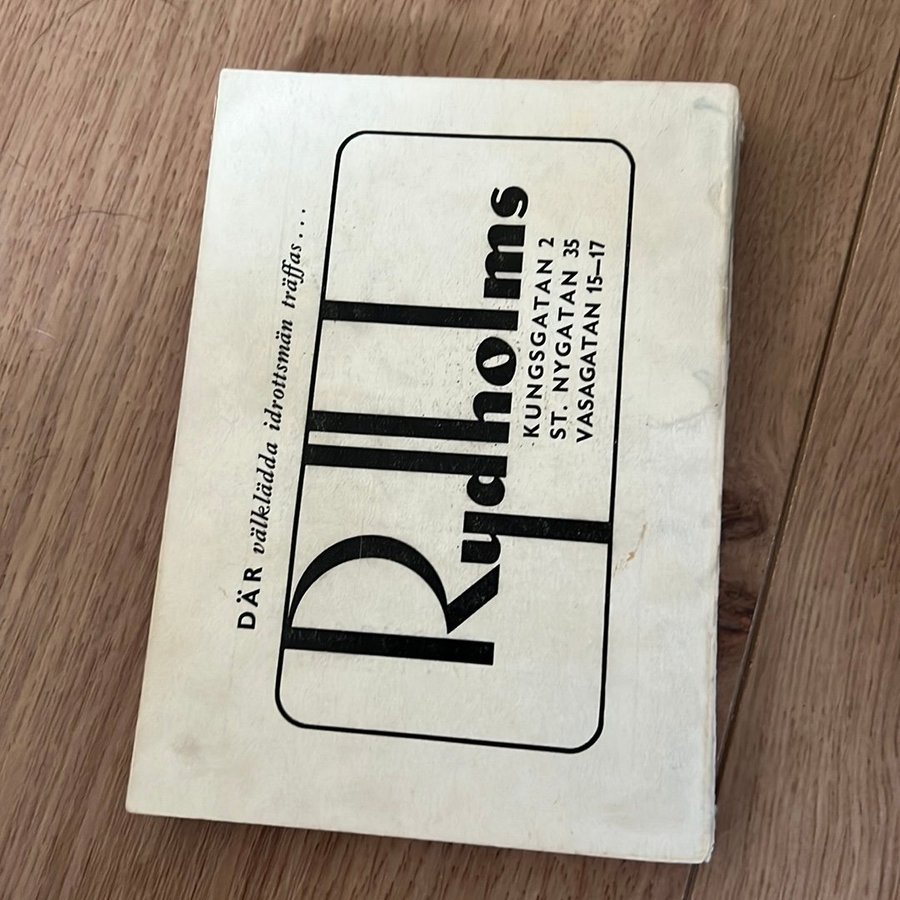 DÄR välklädda idrottsmän träffas...
Rydholms
KUNGSGATAN 2
ST. NYGATAN 35
VASAGATAN 15—17